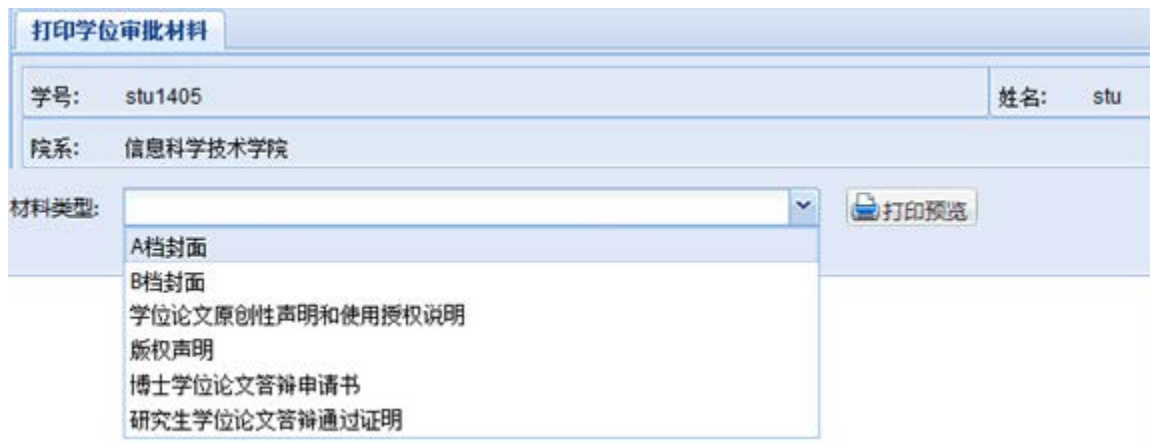 打印学位审批材料
学号: stu1405 姓名: stu
院系: 信息科学技术学院
材料类型: 打印预览
A档封面
B档封面
学位论文原创性声明和使用授权说明
版权声明
博士学位论文答辩申请书
研究生学位论文答辩通过证明